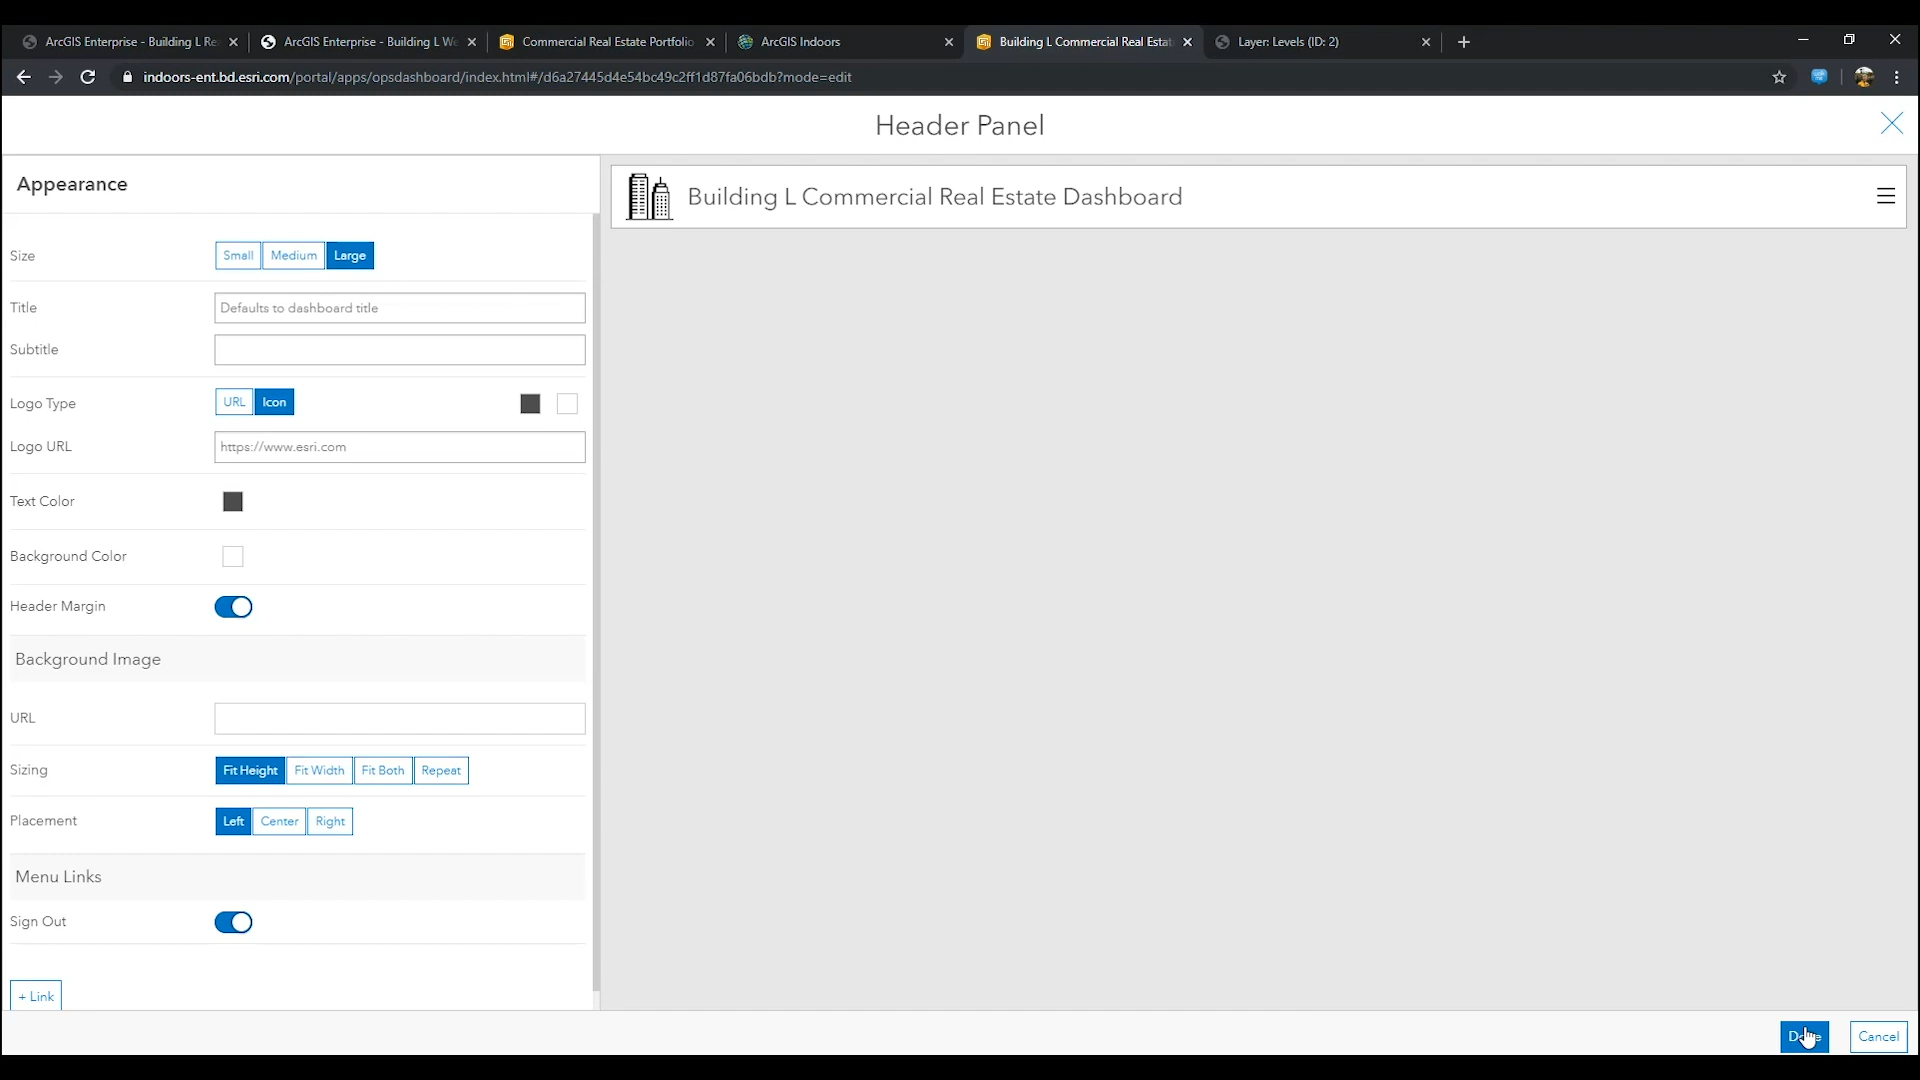 ArcGIS Enterprise - Building L Re
ArcGIS Enterprise - Building L We
Commercial Real Estate Portfolio
ArcGIS Indoors
Building L Commercial Real Estat
Layer: Levels (ID: 2)
indoors-ent.bd.esri.com/portal/apps/opsdashboard/index.html#/d6a27445d4e54bc49c2ff1d87fa06bdb?mode=edit
Header Panel
Appearance
Building L Commercial Real Estate Dashboard
Size Small Medium Large
Title Defaults to dashboard title
Subtitle
Logo Type URL Icon
Logo URL https://www.esri.com
Text Color
Background Color
Header Margin
Background Image
URL
Sizing Fit Height Fit Width Fit Both Repeat
Placement Left Center Right
Menu Links
Sign Out
+ Link
Cancel